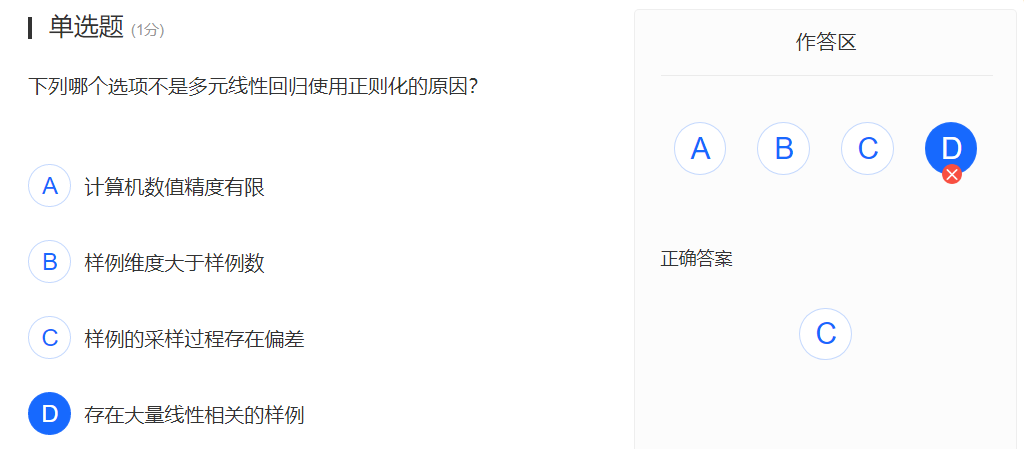 单选题 (1分)
下列哪个选项不是多元线性回归使用正则化的原因?
A 计算机数值精度有限
B 样例维度大于样例数
C 样例的采样过程存在偏差
D 存在大量线性相关的样例
作答区
A B C D
正确答案
C